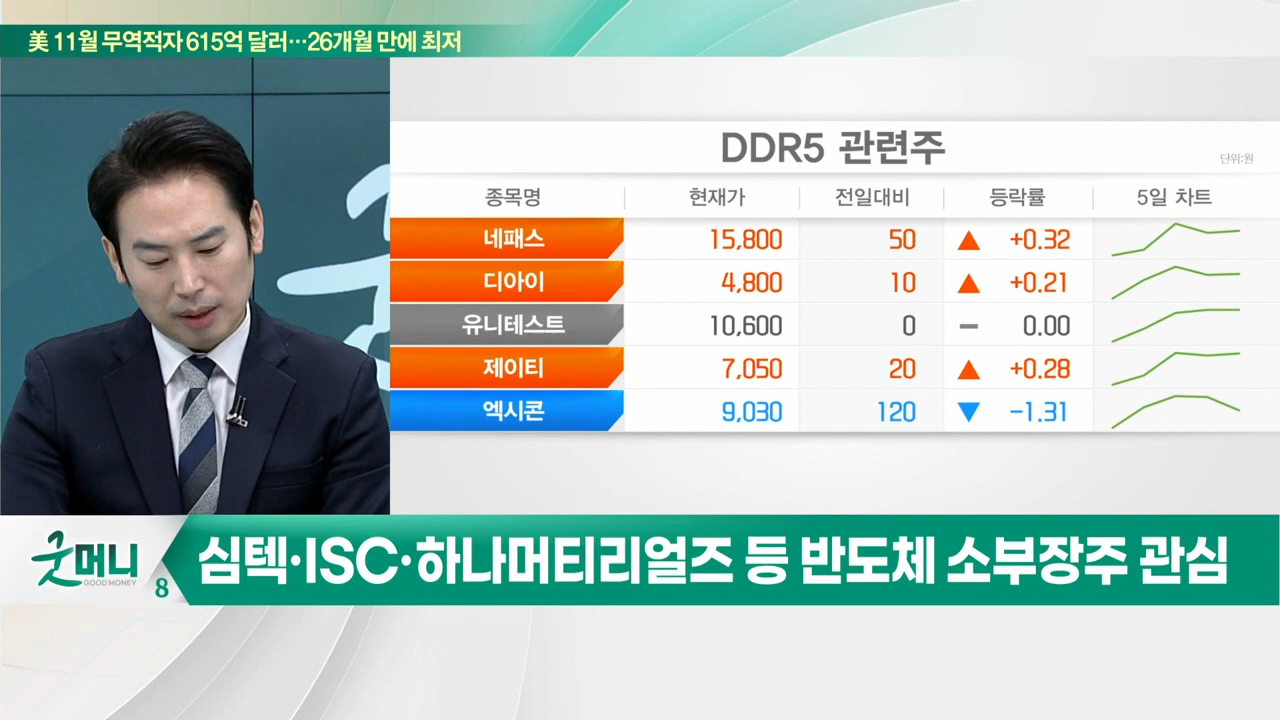 美 11월 무역적자 615억 달러…26개월 만에 최저
DDR5 관련주
단위:원
종목명 현재가 전일대비 등락률 5일 차트
네패스 15,800 50 ▲ +0.32
디아이 4,800 10 ▲ +0.21
유니테스트 10,600 0 − 0.00
제이티 7,050 20 ▲ +0.28
엑시콘 9,030 120 ▼ -1.31
굿머니
GOOD MONEY
8
심텍·ISC·하나머티리얼즈 등 반도체 소부장주 관심